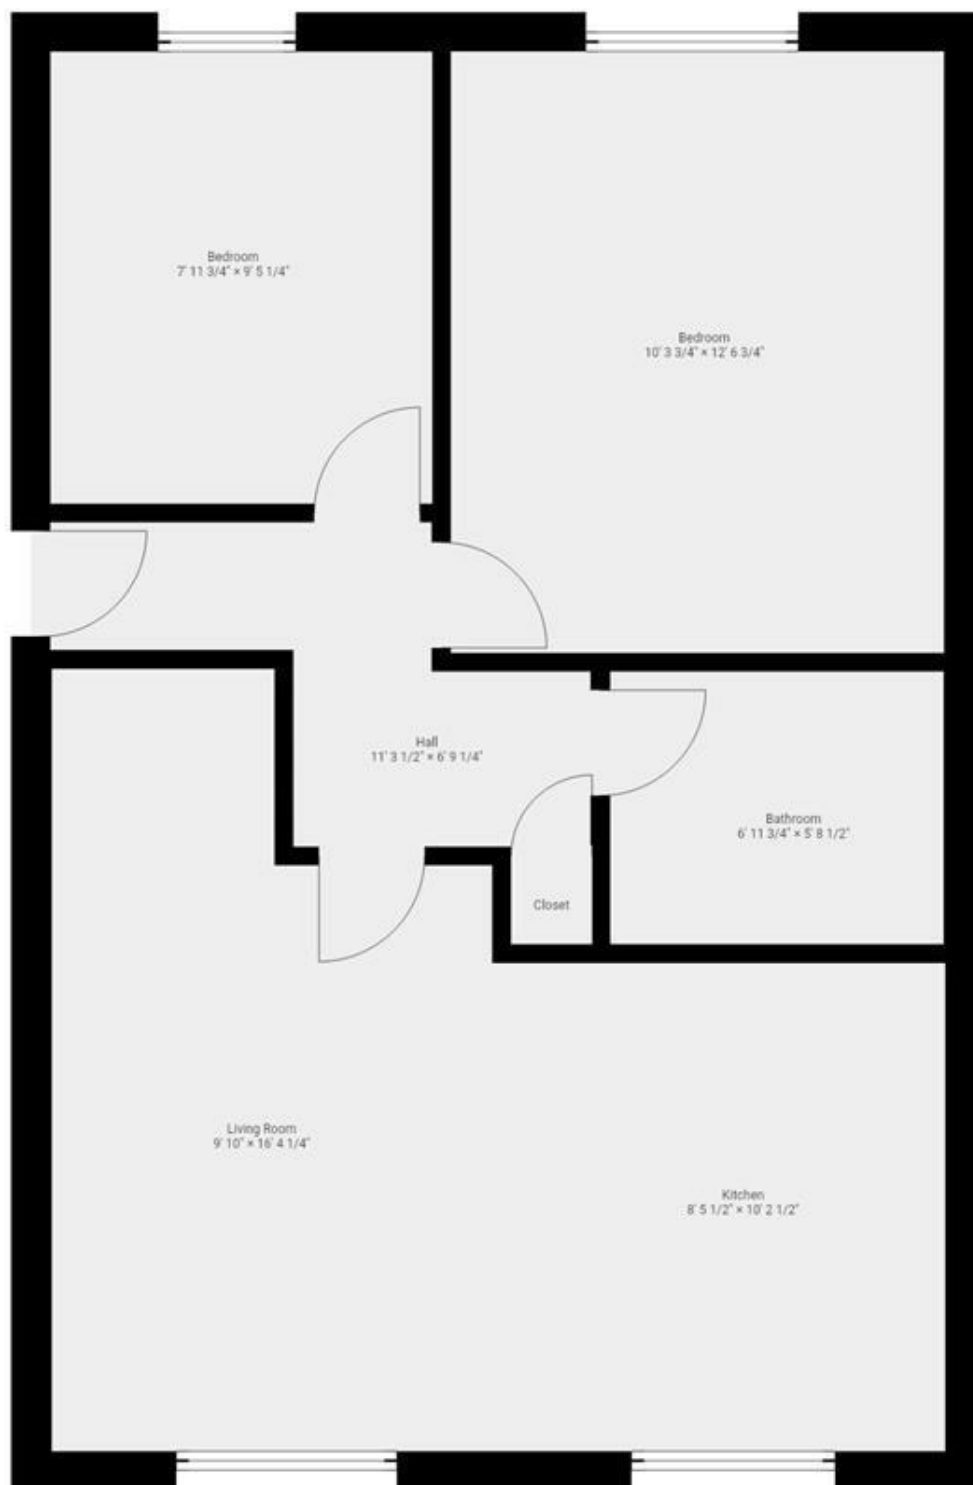 Bedroom
7' 11 3/4" × 9' 5 1/4"
Bedroom
10' 3 3/4" × 12' 6 3/4"
Hall
11' 3 1/2" × 6' 9 1/4"
Bathroom
6' 11 3/4" × 5' 8 1/2"
Closet
Living Room
9' 10" × 16' 4 1/4"
Kitchen
8' 5 1/2" × 10' 2 1/2"